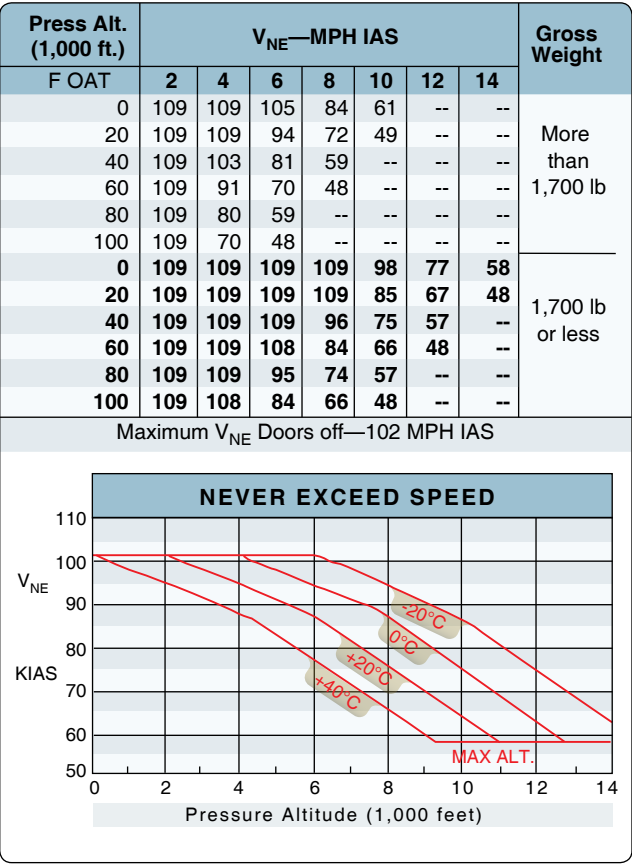 Press Alt. (1,000 ft.) VNE—MPH IAS Gross Weight
F OAT 2 4 6 8 10 12 14
0 109 109 105 84 61 -- --
20 109 109 94 72 49 -- --
40 109 103 81 59 -- -- --
60 109 91 70 48 -- -- --
80 109 80 59 -- -- -- --
100 109 70 48 -- -- -- --
More than 1,700 lb
0 109 109 109 109 98 77 58
20 109 109 109 109 85 67 48
40 109 109 109 96 75 57 --
60 109 109 108 84 66 48 --
80 109 109 95 74 57 -- --
100 109 108 84 66 48 -- --
1,700 lb or less
Maximum VNE Doors off—102 MPH IAS
NEVER EXCEED SPEED
110
100
90
80
70
60
50
VNE
KIAS
-20°C
0°C
+20°C
+40°C
MAX ALT.
0 2 4 6 8 10 12 14
Pressure Altitude (1,000 feet)